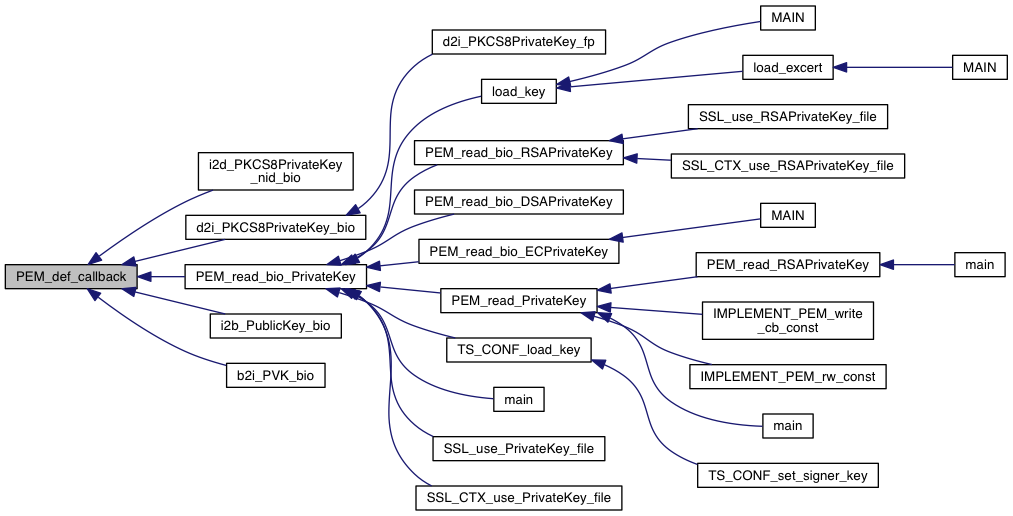 PEM_def_callback
i2d_PKCS8PrivateKey
_nid_bio
d2i_PKCS8PrivateKey_bio
PEM_read_bio_PrivateKey
i2b_PublicKey_bio
b2i_PVK_bio
d2i_PKCS8PrivateKey_fp
load_key
PEM_read_bio_RSAPrivateKey
PEM_read_bio_DSAPrivateKey
PEM_read_bio_ECPrivateKey
PEM_read_PrivateKey
TS_CONF_load_key
main
SSL_use_PrivateKey_file
SSL_CTX_use_PrivateKey_file
MAIN
load_excert
SSL_use_RSAPrivateKey_file
SSL_CTX_use_RSAPrivateKey_file
MAIN
PEM_read_RSAPrivateKey
IMPLEMENT_PEM_write
_cb_const
IMPLEMENT_PEM_rw_const
main
TS_CONF_set_signer_key
MAIN
main